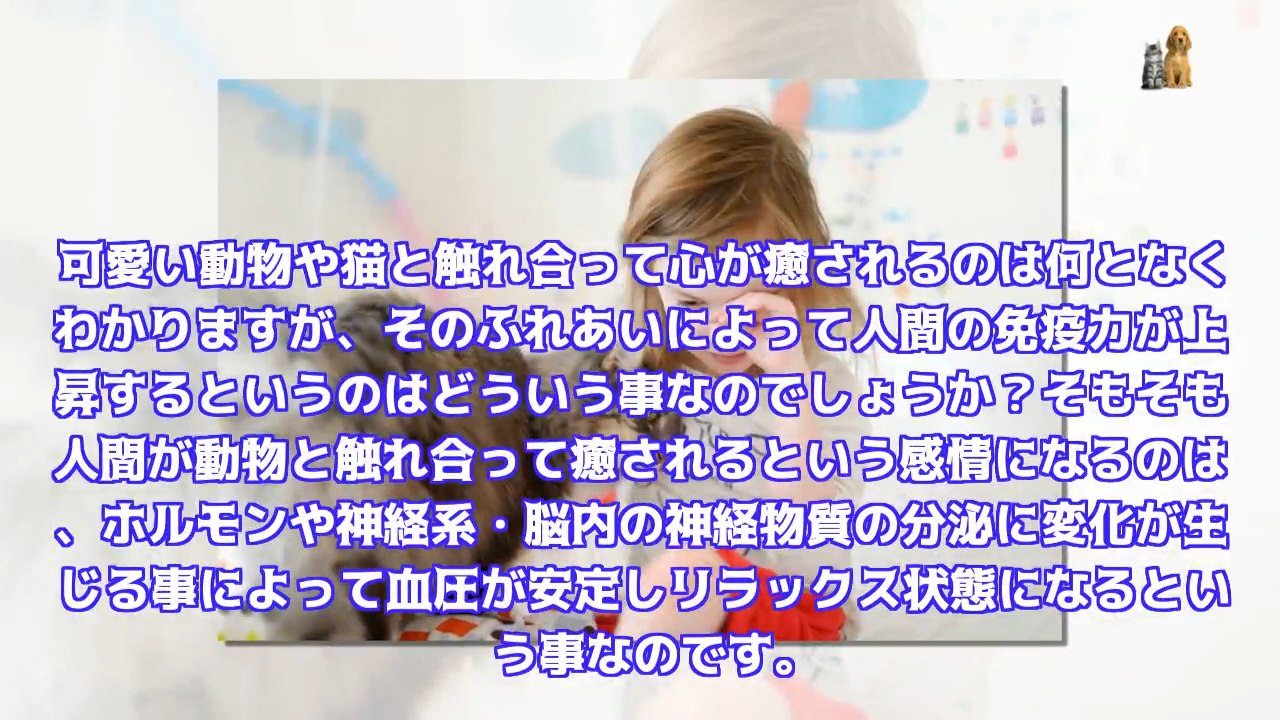 可愛い動物や猫と触れ合って心が癒されるのは何となく
わかりますが、そのふれあいによって人間の免疫力が上
昇するというのはどういう事なのでしょうか？そもそも
人間が動物と触れ合って癒されるという感情になるのは
、ホルモンや神経系・脳内の神経物質の分泌に変化が生
じる事によって血圧が安定しリラックス状態になるとい
う事なのです。